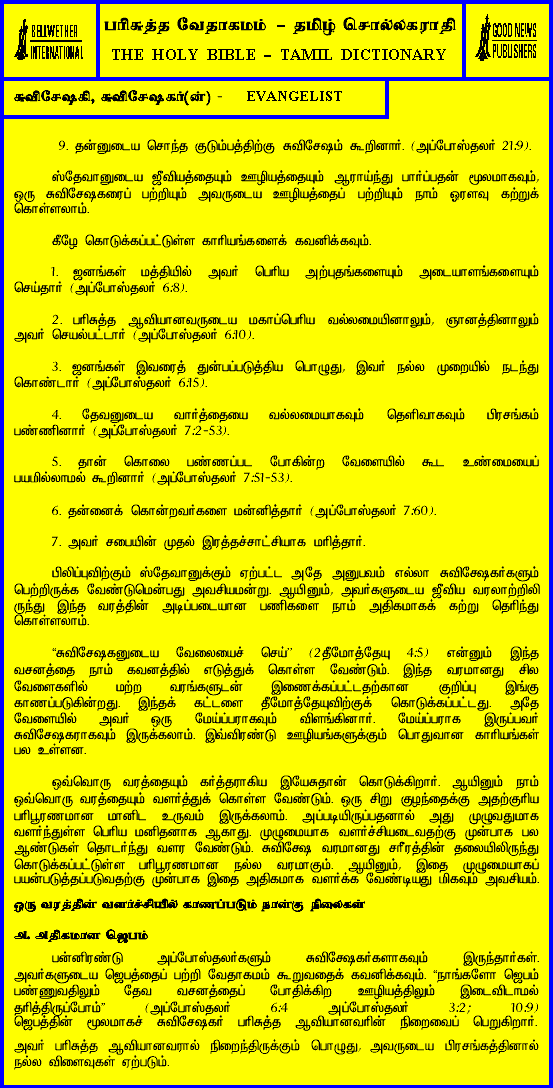 BELLWETHER
INTERNATIONAL
பரிசுத்த வேதாகமம் – தமிழ் சொல்லகராதி
THE HOLY BIBLE – TAMIL DICTIONARY
GOOD NEWS
PUBLISHERS
சுவிசேஷகி, சுவிசேஷகர்(ன்) - EVANGELIST
9. தன்னுடைய சொந்த குடும்பத்திற்கு சுவிசேஷம் கூறினார். (அப்போஸ்தலர் 21:9).
ஸ்தேவானுடைய ஜீவியத்தையும் ஊழியத்தையும் ஆராய்ந்து பார்ப்பதன் மூலமாகவும்,
ஒரு சுவிசேஷகரைப் பற்றியும் அவருடைய ஊழியத்தைப் பற்றியும் நாம் ஓரளவு கற்றுக்
கொள்ளலாம்.
கீழே கொடுக்கப்பட்டுள்ள காரியங்களைக் கவனிக்கவும்.
1. ஜனங்கள் மத்தியில் அவர் பெரிய அற்புதங்களையும் அடையாளங்களையும்
செய்தார் (அப்போஸ்தலர் 6:8).
2. பரிசுத்த ஆவியானவருடைய மகாப்பெரிய வல்லமையினாலும், ஞானத்தினாலும்
அவர் செயல்பட்டார் (அப்போஸ்தலர் 6:10).
3. ஜனங்கள் இவரைத் துன்பப்படுத்திய பொழுது, இவர் நல்ல முறையில் நடந்து
கொண்டார் (அப்போஸ்தலர் 6:15).
4. தேவனுடைய வார்த்தையை வல்லமையாகவும் தெளிவாகவும் பிரசங்கம்
பண்ணினார் (அப்போஸ்தலர் 7:2-53).
5. தான் கொலை பண்ணப்பட போகின்ற வேளையில் கூட உண்மையைப்
பயமில்லாமல் கூறினார் (அப்போஸ்தலர் 7:51-53).
6. தன்னைக் கொன்றவர்களை மன்னித்தார் (அப்போஸ்தலர் 7:60).
7. அவர் சபையின் முதல் இரத்தச்சாட்சியாக மரித்தார்.
பிலிப்புவிற்கும் ஸ்தேவானுக்கும் ஏற்பட்ட அதே அனுபவம் எல்லா சுவிக்ஷேகர்களும்
பெற்றிருக்க வேண்டுமென்பது அவசியமன்று. ஆயினும், அவர்களுடைய ஜீவிய வரலாற்றிலி
ருந்து இந்த வரத்தின் அடிப்படையான பணிகளை நாம் அதிகமாகக் கற்று தெரிந்து
கொள்ளலாம்.
“சுவிசேஷகனுடைய வேலையைச் செய்” (2தீமோத்தேயு 4:5) என்னும் இந்த
வசனத்தை நாம் கவனத்தில் எடுத்துக் கொள்ள வேண்டும். இந்த வரமானது சில
வேளைகளில் மற்ற வரங்களுடன் இணைக்கப்பட்டதற்கான குறிப்பு இங்கு
காணப்படுகின்றது. இந்தக் கட்டளை தீமோத்தேயுவிற்குக் கொடுக்கப்பட்டது. அதே
வேளையில் அவர் ஒரு மேய்ப்பராகவும் விளங்கினார். மேய்ப்பராக இருப்பவர்
சுவிசேஷகராகவும் இருக்கலாம். இவ்விரண்டு ஊழியங்களுக்கும் பொதுவான காரியங்கள்
பல உள்ளன.
ஒவ்வொரு வரத்தையும் கர்த்தராகிய இயேசுதான் கொடுக்கிறார். ஆயினும் நாம்
ஒவ்வொரு வரத்தையும் வளர்த்துக் கொள்ள வேண்டும். ஒரு சிறு குழந்தைக்கு அதற்குரிய
பரிபூரணமான மானிட உருவம் இருக்கலாம். அப்படியிருப்பதனால் அது முழுவதுமாக
வளர்ந்துள்ள பெரிய மனிதனாக ஆகாது. முழுமையாக வளர்ச்சியடைவதற்கு முன்பாக பல
ஆண்டுகள் தொடர்ந்து வளர வேண்டும். சுவிக்ஷே வரமானது சரீரத்தின் தலையிலிருந்து
கொடுக்கப்பட்டுள்ள பரிபூரணமான நல்ல வரமாகும். ஆயினும், இதை முழுமையாகப்
பயன்படுத்தப்படுவதற்கு முன்பாக இதை அதிகமாக வளர்க்க வேண்டியது மிகவும் அவசியம்.
ஒரு வரத்தின் வளர்ச்சியில் காணப்படும் நான்கு நிலைகள்
அ. அதிகமான ஜெபம்
பன்னிரண்டு அப்போஸ்தலர்களும் சுவிக்ஷேகர்களாகவும் இருந்தார்கள்.
அவர்களுடைய ஜெபத்தைப் பற்றி வேதாகமம் கூறுவதைக் கவனிக்கவும். “நாங்களோ ஜெபம்
பண்ணுவதிலும் தேவ வசனத்தைப் போதிக்கிற ஊழியத்திலும் இடைவிடாமல்
தரித்திருப்போம்” (அப்போஸ்தலர் 6:4 அப்போஸ்தலர் 3:2; 10:9)
ஜெபத்தின் மூலமாகச் சுவிசேஷகர் பரிசுத்த ஆவியானவரின் நிறைவைப் பெறுகிறார்.
அவர் பரிசுத்த ஆவியானவரால் நிறைந்திருக்கும் பொழுது, அவருடைய பிரசங்கத்தினால்
நல்ல விளைவுகள் ஏற்படும்.